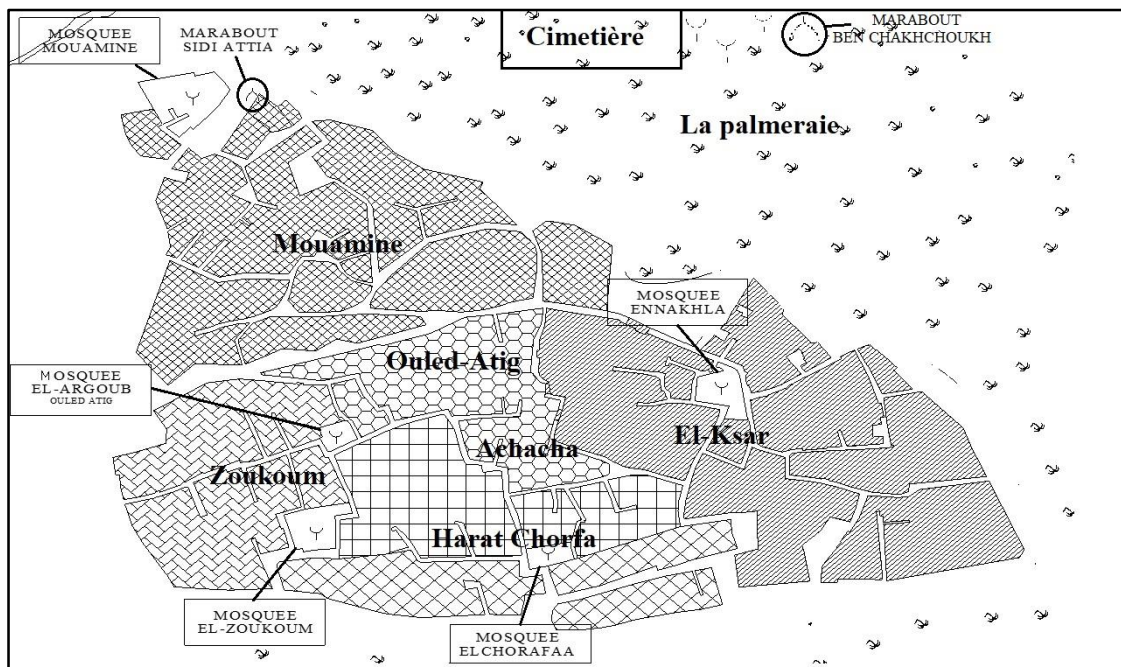 MOSQUEE
MOUAMINE
MARABOUT
SIDI ATTIA
Cimetière
MARABOUT
BEN CHAKHCHOUKH
La palmeraie
Mouamine
MOSQUEE
ENNAKHLA
Ouled-Atig
MOSQUEE
EL-ARGOUB
OULED ATIG
El-Ksar
Achacha
Zoukoum
Harat Chorfa
MOSQUEE
EL-ZOUKOUM
MOSQUEE
ELCHORAFAA